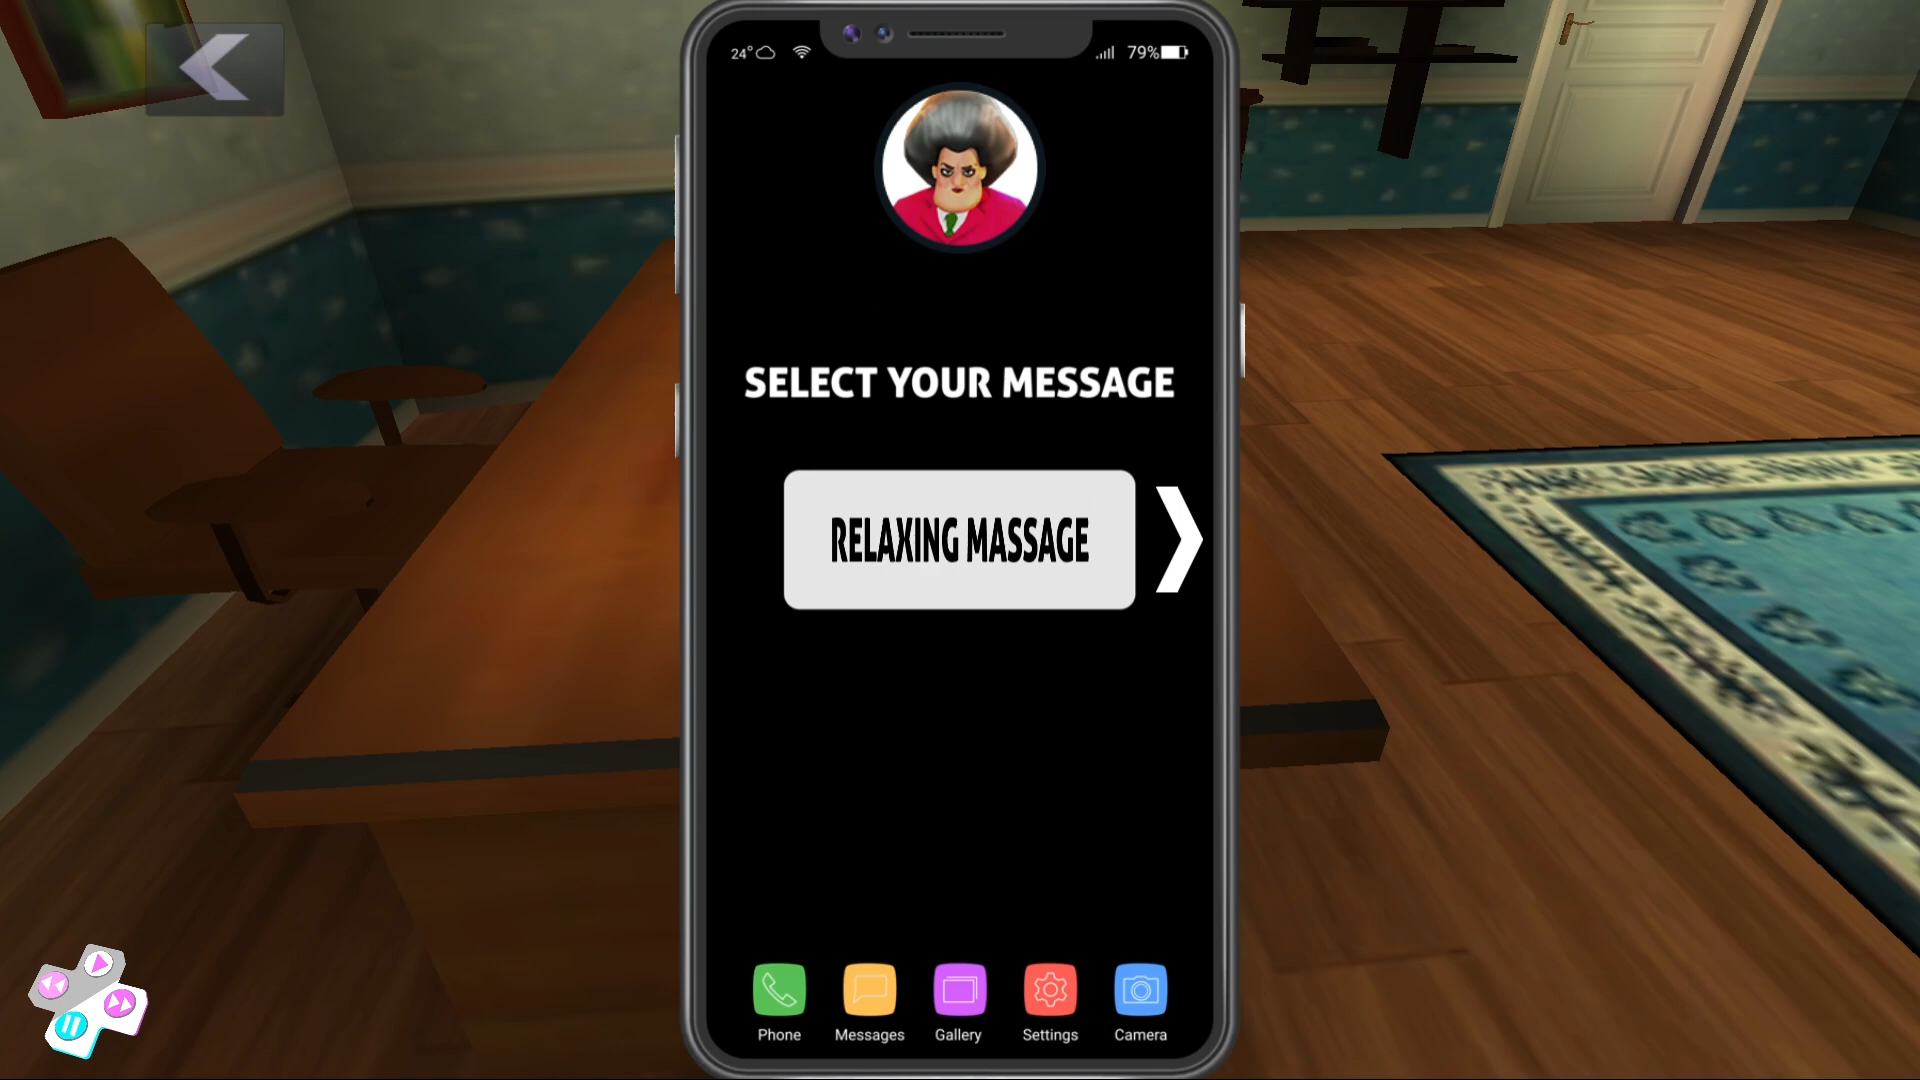 24°
79%
SELECT YOUR MESSAGE
RELAXING MASSAGE
Phone
Messages
Gallery
Settings
Camera